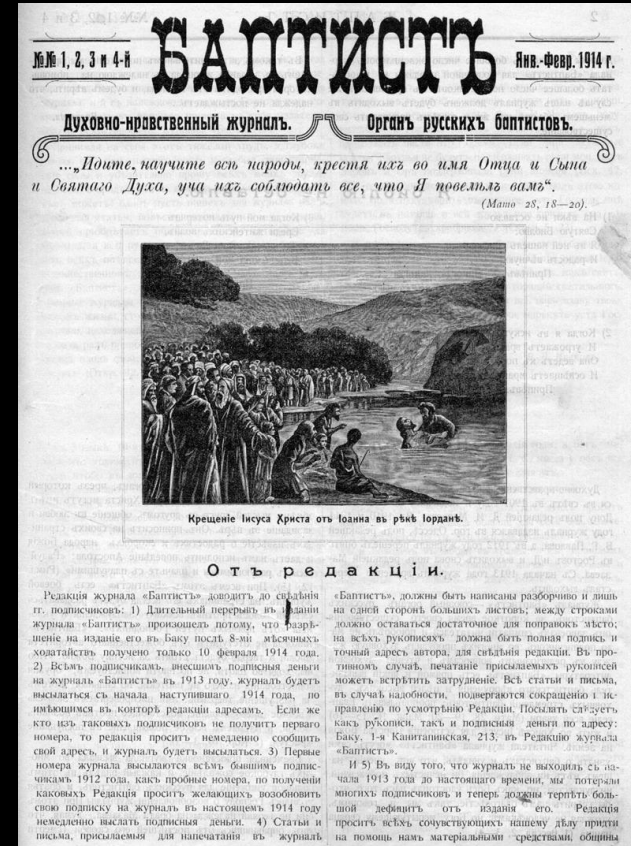 №№ 1, 2, 3 и 4-й
БАПТИСТЪ
Янв.-Февр. 1914 г.
Духовно-нравственный журналъ.
Органъ русскихъ баптистовъ.
...„Идите, научите всѣ народы, крестя ихъ во имя Отца и Сына
и Святаго Духа, уча ихъ соблюдать все, что Я повелѣлъ вамъ“.
(Матѳ 28, 18—20).
Крещеніе Іисуса Христа отъ Іоанна въ рѣкѣ Іорданѣ.
Отъ редакціи.
Редакція журнала «Баптистъ» доводитъ до свѣдѣнія
гг. подписчиковъ: 1) Длительный перерывъ въ изданіи
журнала «Баптистъ» произошелъ потому, что разрѣ-
шеніе на изданіе его въ Баку послѣ 8-ми мѣсячныхъ
ходатайствъ получено только 10 февраля 1914 года.
2) Всѣмъ подписчикамъ, внесшимъ подписныя деньги
на журналъ «Баптистъ» въ 1913 году, журналъ будетъ
высылаться съ начала наступившаго 1914 года, по
имѣющимся въ конторѣ редакціи адресамъ. Если же
кто изъ таковыхъ подписчиковъ не получитъ перваго
номера, то редакція проситъ немедленно сообщить
свой адресъ, и журналъ будетъ высылаться. 3) Первые
номера журнала высылаются всѣмъ бывшимъ подпис-
чикамъ 1912 года, какъ пробные номера, по полученіи
каковыхъ Редакція проситъ желающихъ возобновить
свою подписку на журналъ въ настоящемъ 1914 году
немедленно выслать подписныя деньги. 4) Статьи и
письма, присылаемыя для напечатанія въ журналѣ
«Баптистъ», должны быть написаны разборчиво и лишь
на одной сторонѣ большихъ листовъ; между строками
должно оставаться достаточное для поправокъ мѣсто;
на всѣхъ рукописяхъ должна быть полная подпись и
точный адресъ автора, для свѣдѣнія редакціи. Въ про-
тивномъ случаѣ, печатаніе присылаемыхъ рукописей
можетъ встрѣтить затрудненіе. Всѣ статьи и письма,
въ случаѣ надобности, подвергаются сокращенію і ис-
правленію по усмотрѣнію Редакціи. Посылать слѣдуетъ
какъ рукописи, такъ и подписныя деньги по адресу:
Баку, 1-я Канитапинская, 213, въ Редакцію журнала
«Баптистъ».
И 5) Въ виду того, что журналъ не выходилъ съ на-
чала 1913 года до настоящаго времени, мы потеряли
многихъ подписчиковъ и теперь должны терпѣть боль-
шой дефицитъ отъ изданія его. Редакція
проситъ всѣхъ сочувствующихъ нашему дѣлу придти
на помощь намъ матеріальными средствами, общины